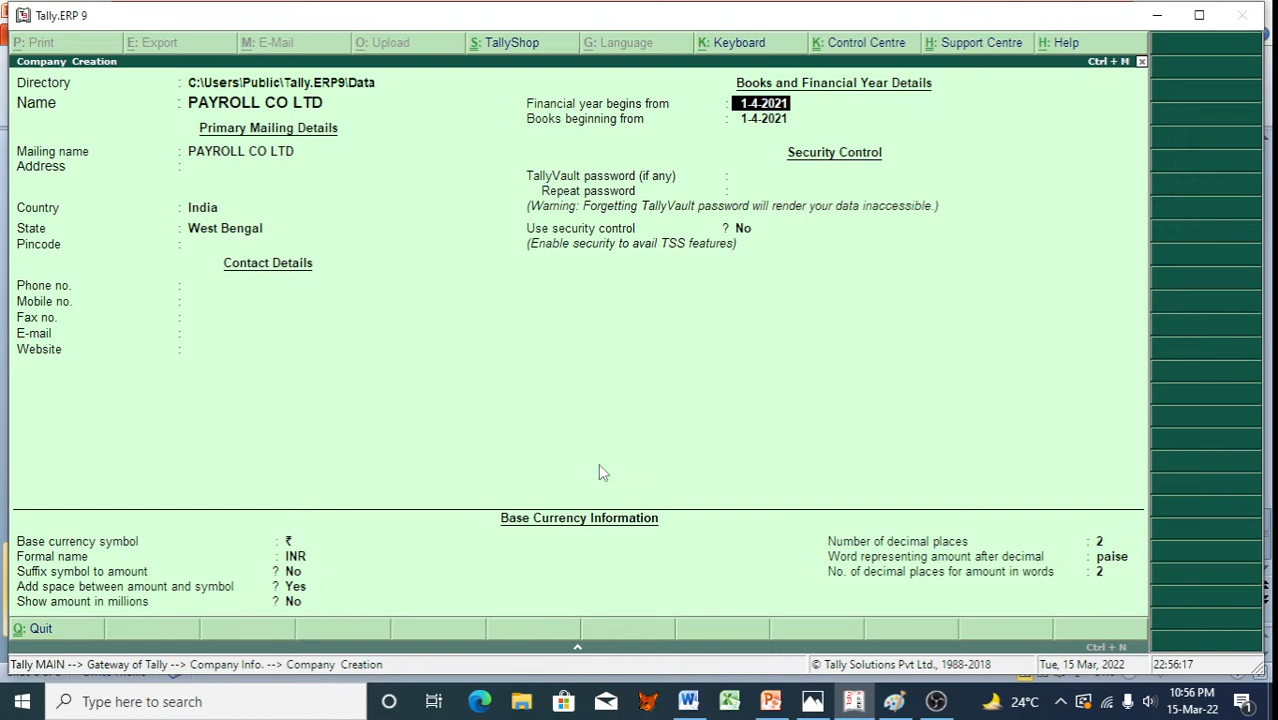 Tally.ERP 9
P: Print E: Export M: E-Mail O: Upload S: TallyShop G: Language K: Keyboard K: Control Centre H: Support Centre H: Help
Company Creation Ctrl + M
Directory : C:\Users\Public\Tally.ERP9\Data
Name : PAYROLL CO LTD
Primary Mailing Details
Mailing name : PAYROLL CO LTD
Address :
Country : India
State : West Bengal
Pincode :
Contact Details
Phone no. :
Mobile no. :
Fax no. :
E-mail :
Website :
Books and Financial Year Details
Financial year begins from : 1-4-2021
Books beginning from : 1-4-2021
Security Control
TallyVault password (if any) :
Repeat password :
(Warning: Forgetting TallyVault password will render your data inaccessible.)
Use security control ? No
(Enable security to avail TSS features)
Base Currency Information
Base currency symbol : ₹
Formal name : INR
Suffix symbol to amount ? No
Add space between amount and symbol ? Yes
Show amount in millions ? No
Number of decimal places : 2
Word representing amount after decimal : paise
No. of decimal places for amount in words : 2
Q: Quit
Ctrl + N
Tally MAIN --> Gateway of Tally --> Company Info. --> Company Creation © Tally Solutions Pvt Ltd., 1988-2018 Tue, 15 Mar, 2022 22:56:17
Type here to search
24°C
10:56 PM
15-Mar-22
1